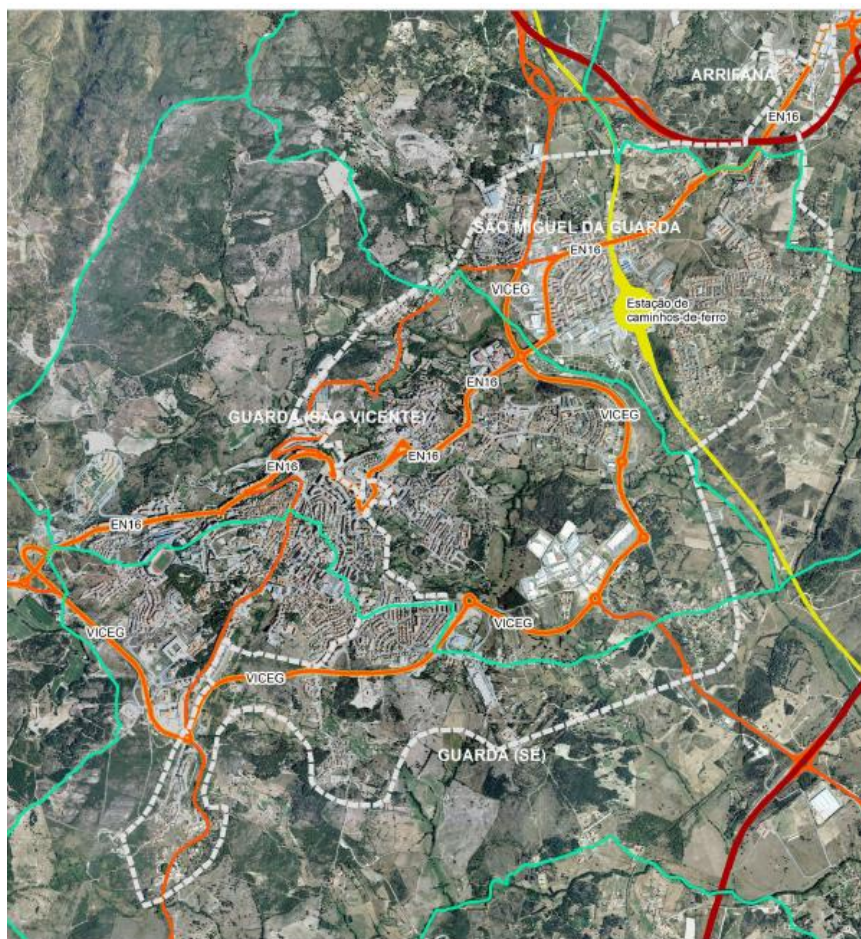 ARRIFANA
EN16
SÃO MIGUEL DA GUARDA
EN16
VICEG
Estação de
caminhos-de-ferro
EN16
GUARDA (SÃO VICENTE)
VICEG
EN16
EN16
EN16
VICEG
VICEG
VICEG
GUARDA (SÉ)